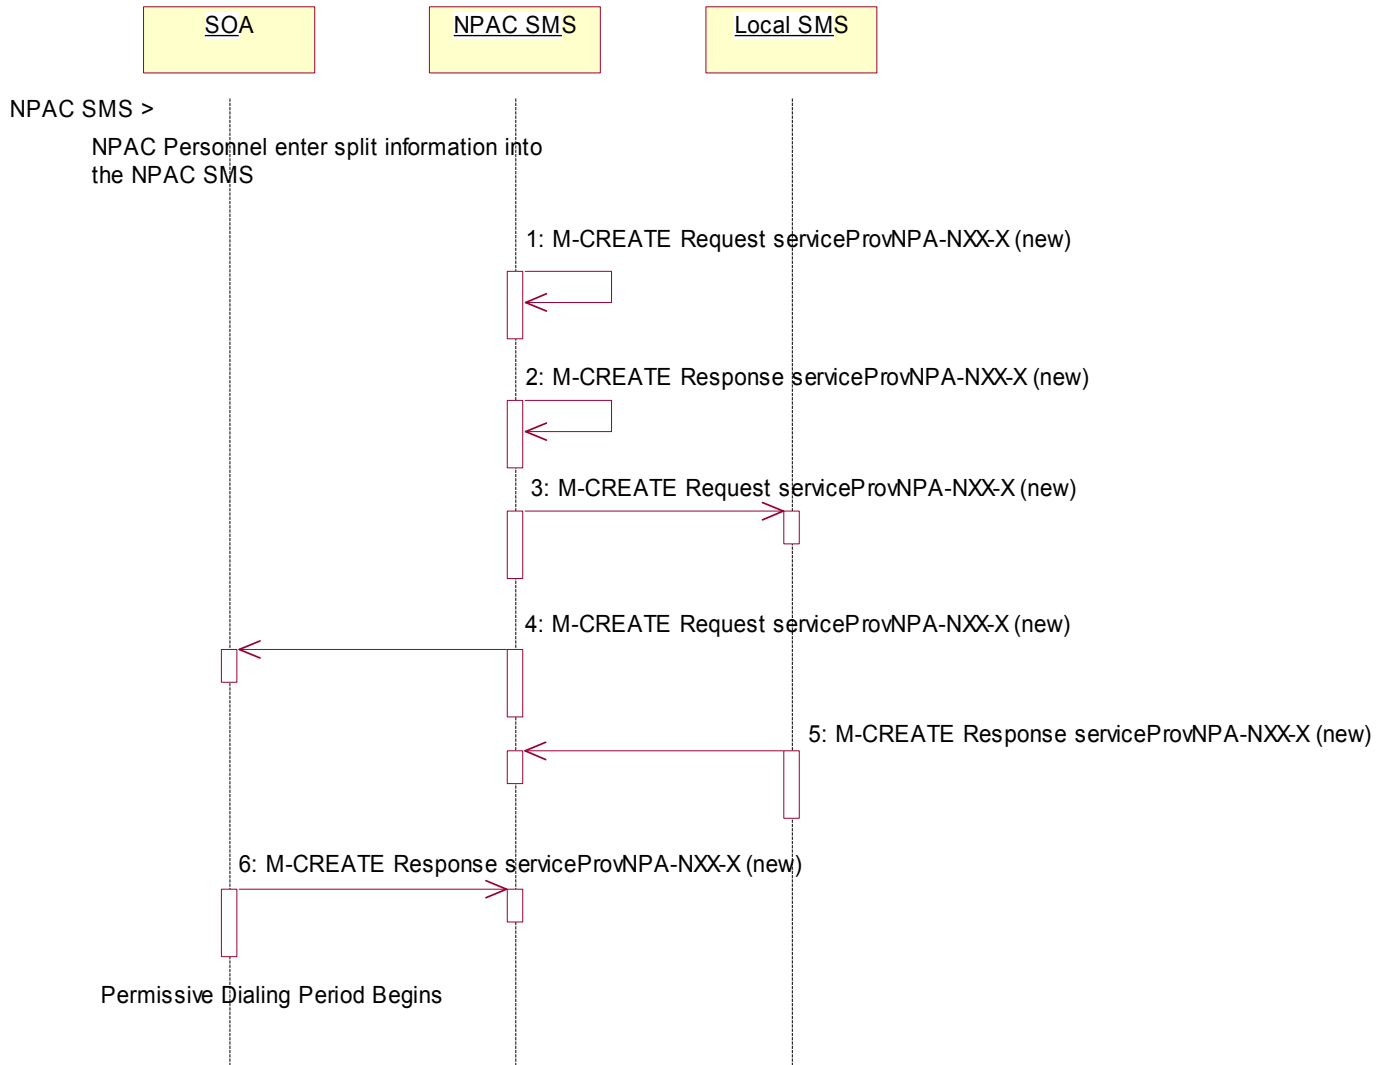 SOA
NPAC SMS
Local SMS
NPAC SMS >
NPAC Personnel enter split information into
the NPAC SMS
1: M-CREATE Request serviceProvNPA-NXX-X (new)
2: M-CREATE Response serviceProvNPA-NXX-X (new)
3: M-CREATE Request serviceProvNPA-NXX-X (new)
4: M-CREATE Request serviceProvNPA-NXX-X (new)
5: M-CREATE Response serviceProvNPA-NXX-X (new)
6: M-CREATE Response serviceProvNPA-NXX-X (new)
Permissive Dialing Period Begins